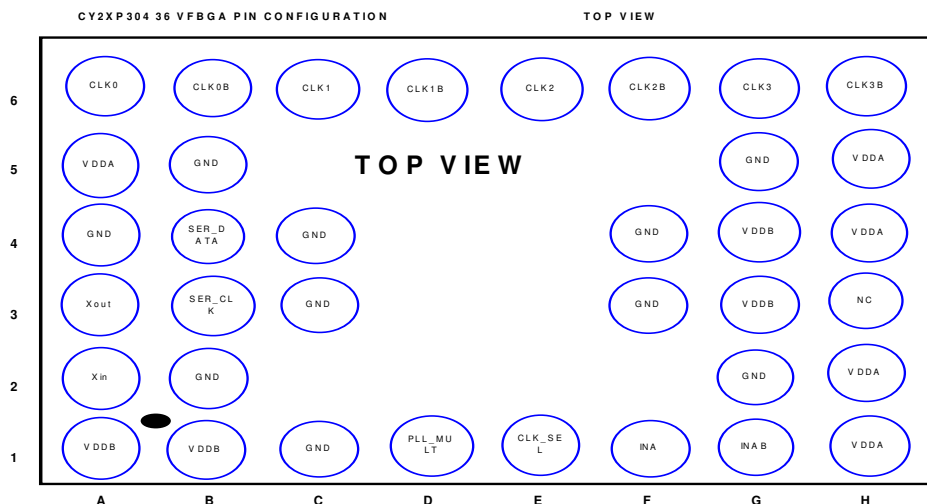 CY2XP304 36 VFBGA PIN CONFIGURATION TOP VIEW
6 CLK0 CLK0B CLK1 CLK1B CLK2 CLK2B CLK3 CLK3B
TOP VIEW
5 VDDA GND GND VDDA
4 GND SER_D
ATA GND GND VDDB VDDA
3 Xout SER_CL
K GND GND VDDB NC
2 Xin GND GND VDDA
1 VDDB VDDB GND PLL_MU
LT CLK_SE
L INA INAB VDDA
A B C D E F G H